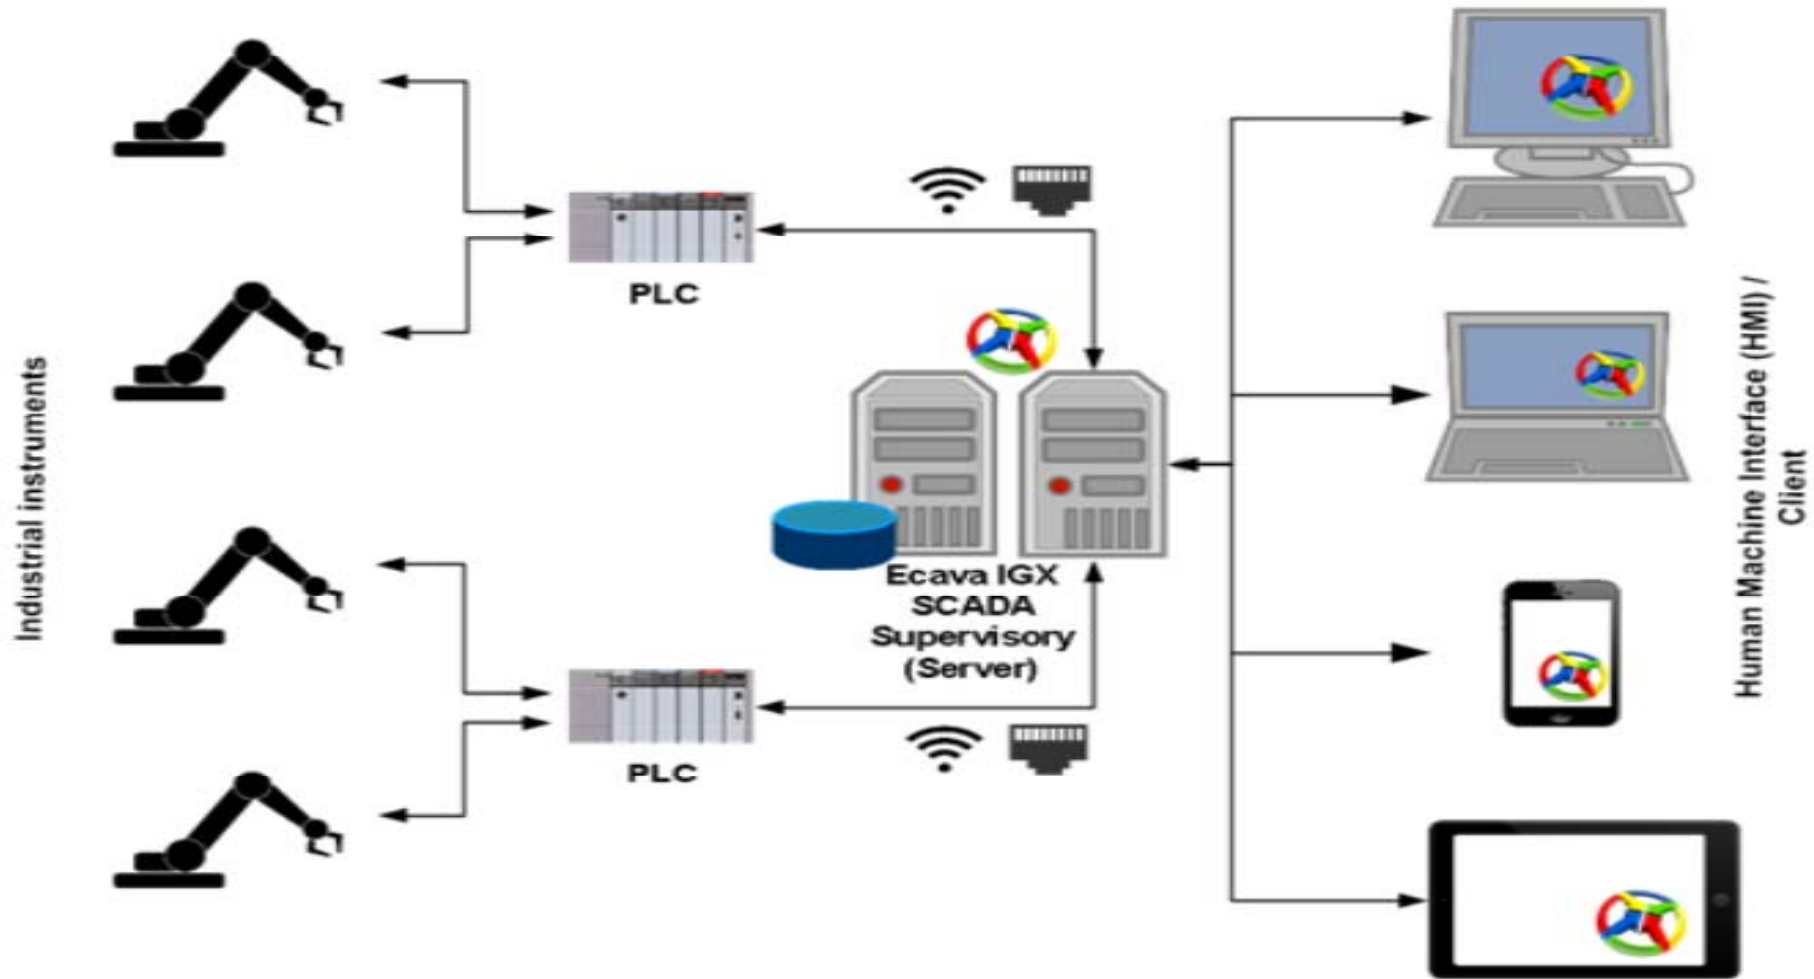 Industrial instruments
PLC
PLC
Ecava IGX
SCADA
Supervisory
(Server)
Human Machine Interface (HMI) /
Client